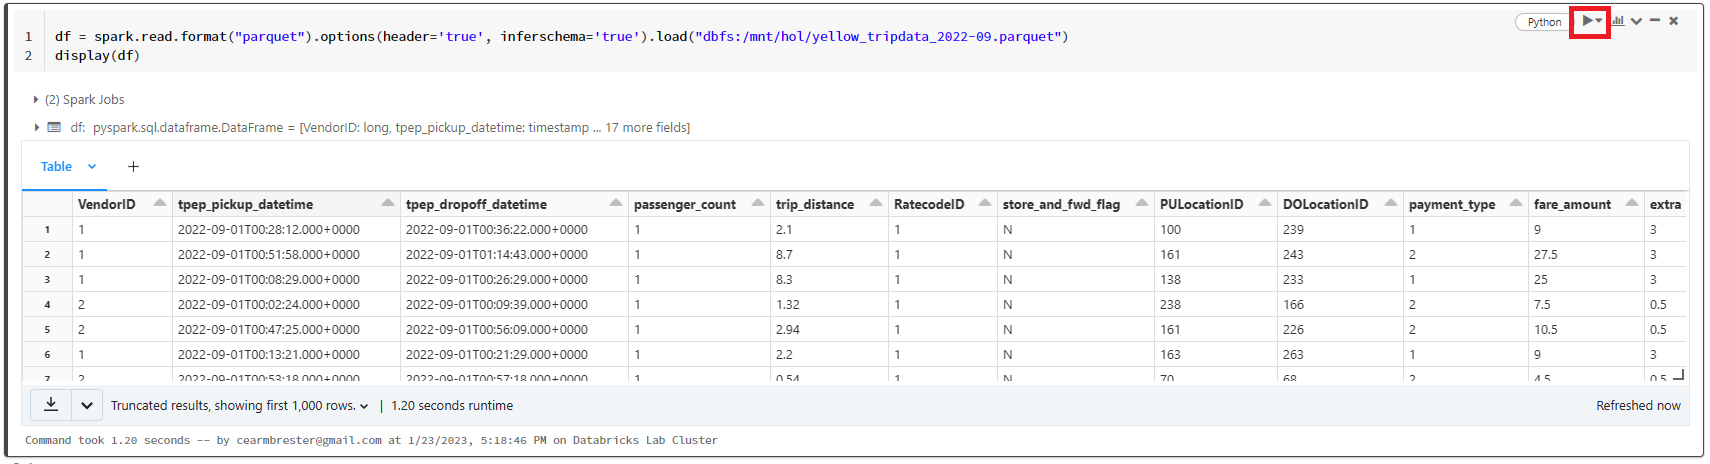 Python
1 df = spark.read.format("parquet").options(header='true', inferschema='true').load("dbfs:/mnt/hol/yellow_tripdata_2022-09.parquet")
2 display(df)
(2) Spark Jobs
df: pyspark.sql.dataframe.DataFrame = [VendorID: long, tpep_pickup_datetime: timestamp ... 17 more fields]
Table +
VendorID tpep_pickup_datetime tpep_dropoff_datetime passenger_count trip_distance RatecodeID store_and_fwd_flag PULocationID DOLocationID payment_type fare_amount extra
1 1 2022-09-01T00:28:12.000+0000 2022-09-01T00:36:22.000+0000 1 2.1 1 N 100 239 1 9 3
2 1 2022-09-01T00:51:58.000+0000 2022-09-01T01:14:43.000+0000 1 8.7 1 N 161 243 2 27.5 3
3 1 2022-09-01T00:08:29.000+0000 2022-09-01T00:26:29.000+0000 1 8.3 1 N 138 233 1 25 3
4 2 2022-09-01T00:02:24.000+0000 2022-09-01T00:09:39.000+0000 1 1.32 1 N 238 166 2 7.5 0.5
5 2 2022-09-01T00:47:25.000+0000 2022-09-01T00:56:09.000+0000 1 2.94 1 N 161 226 2 10.5 0.5
6 1 2022-09-01T00:13:21.000+0000 2022-09-01T00:21:29.000+0000 1 2.2 1 N 163 263 1 9 3
7 2 2022-09-01T00:53:18.000+0000 2022-09-01T00:57:18.000+0000 1 0.54 1 N 70 68 2 4.5 0.5
Truncated results, showing first 1,000 rows. | 1.20 seconds runtime Refreshed now
Command took 1.20 seconds -- by cearmbrester@gmail.com at 1/23/2023, 5:18:46 PM on Databricks Lab Cluster